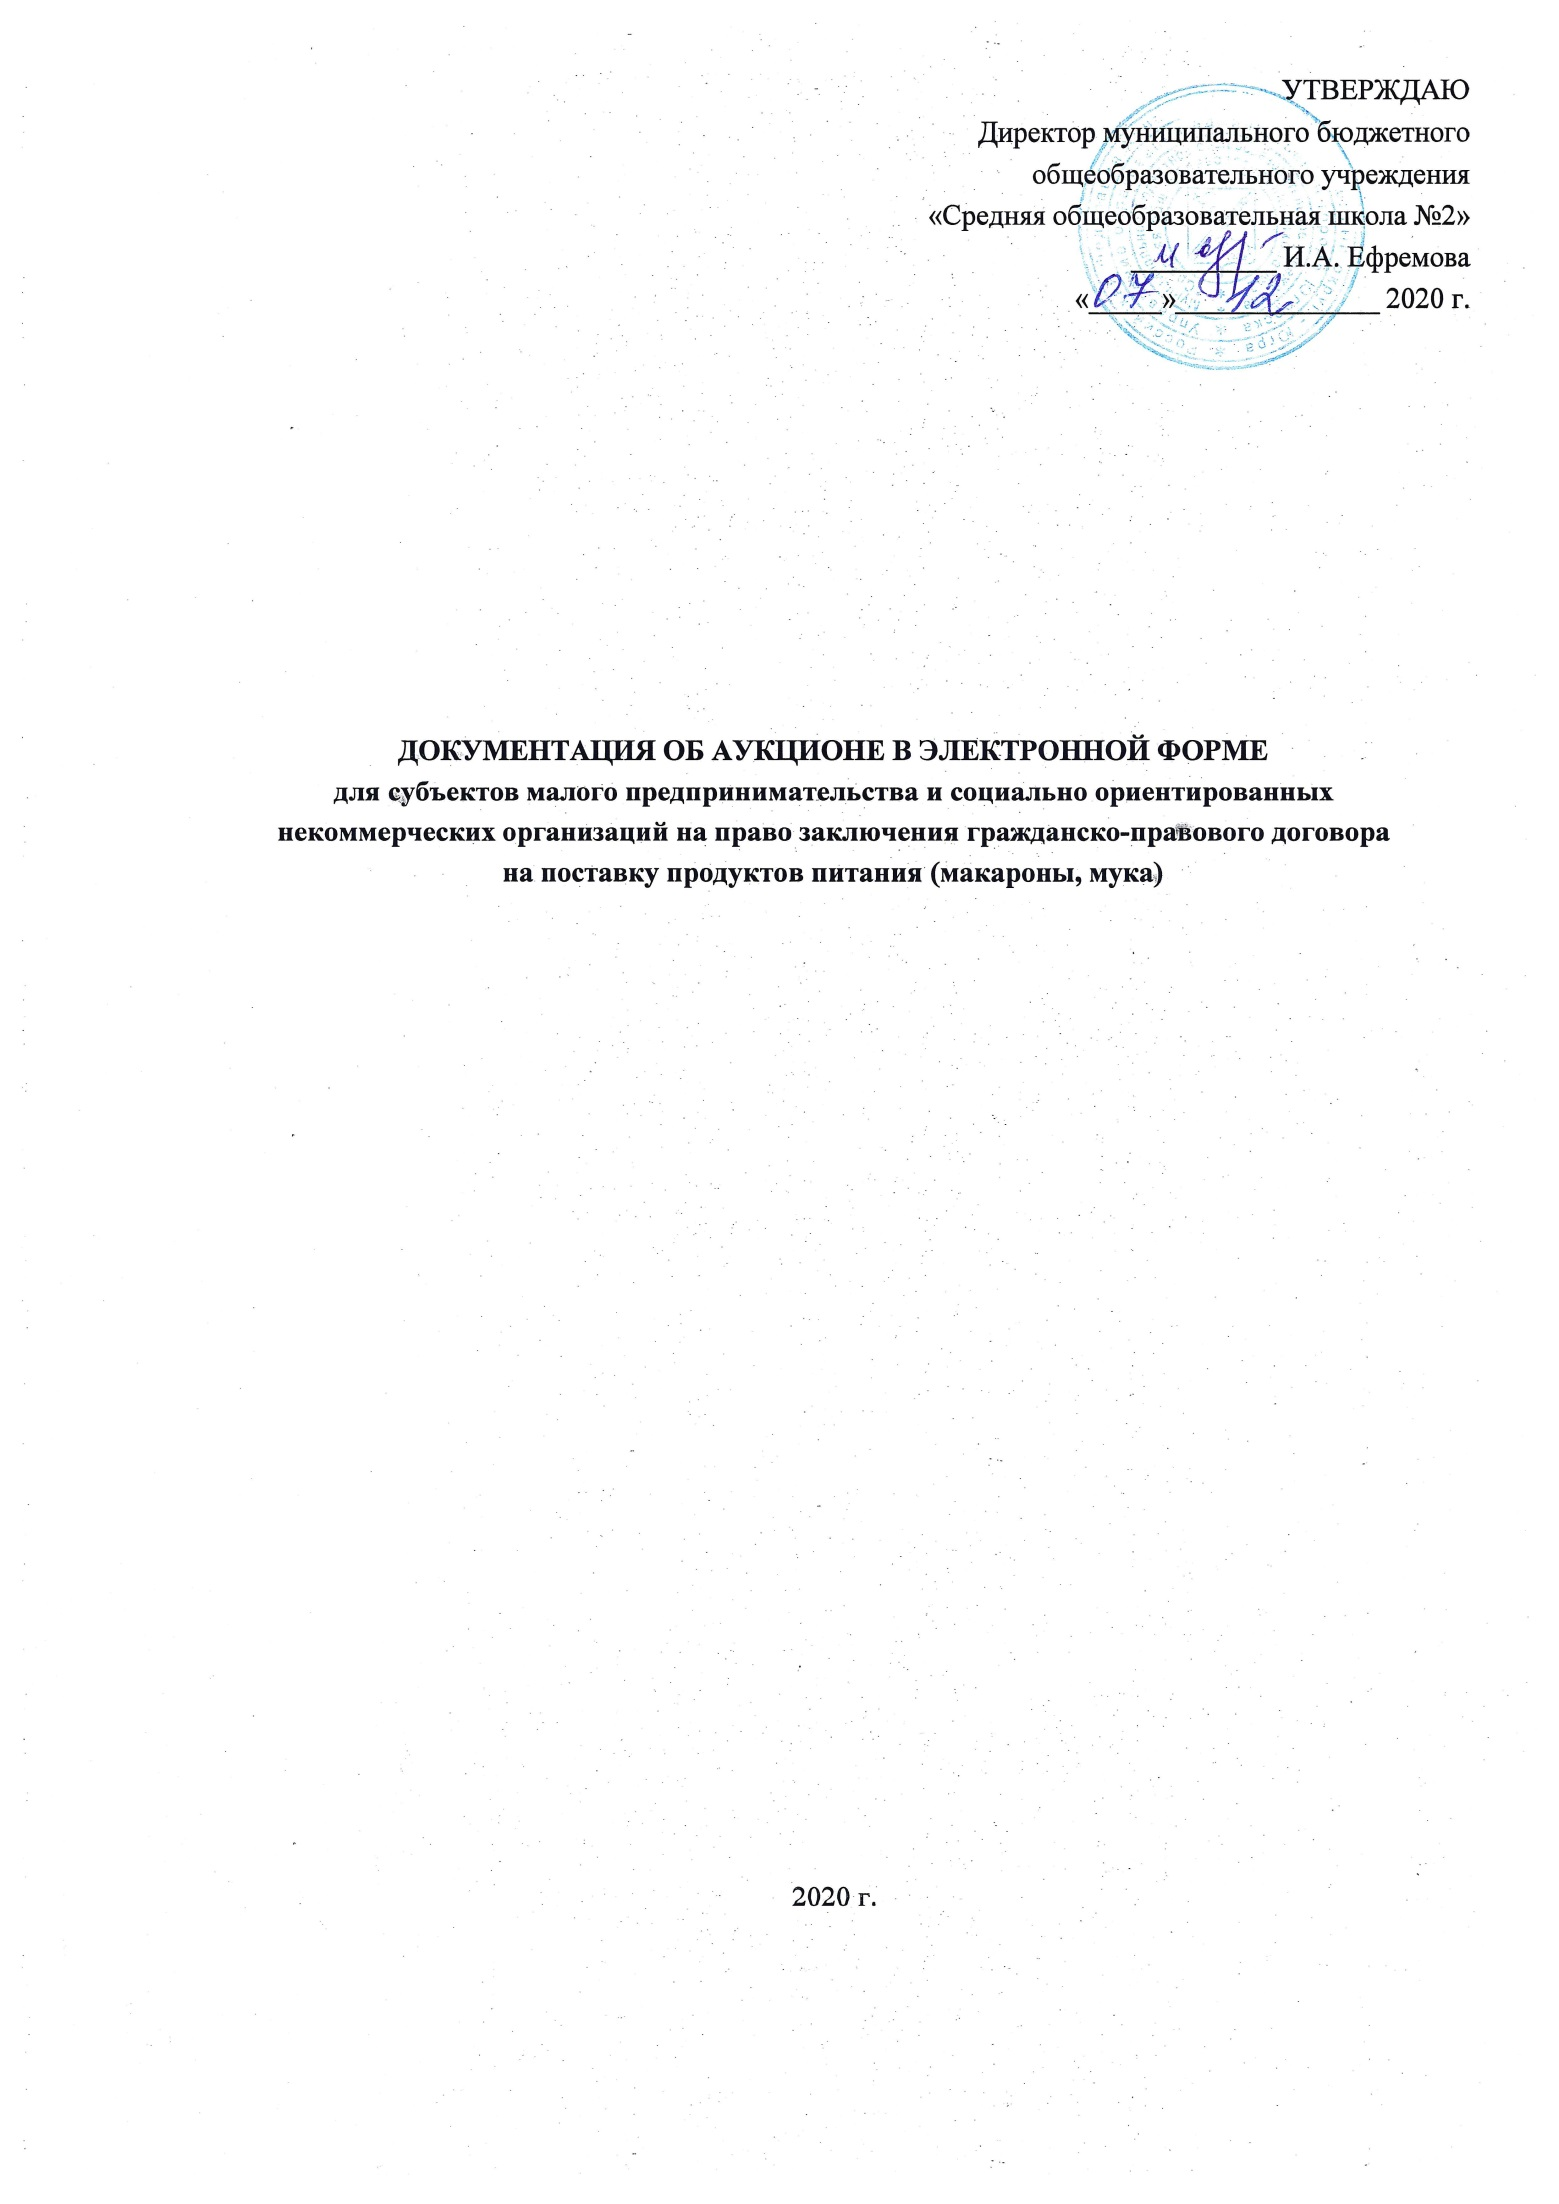 УТВЕРЖДАЮ
Директор муниципального бюджетного
общеобразовательного учреждения
«Средняя общеобразовательная школа №2»
__________ И.А. Ефремова
«07» 12 2020 г.
ДОКУМЕНТАЦИЯ ОБ АУКЦИОНЕ В ЭЛЕКТРОННОЙ ФОРМЕ
для субъектов малого предпринимательства и социально ориентированных
некоммерческих организаций на право заключения гражданско-правового договора
на поставку продуктов питания (макароны, мука)
2020 г.